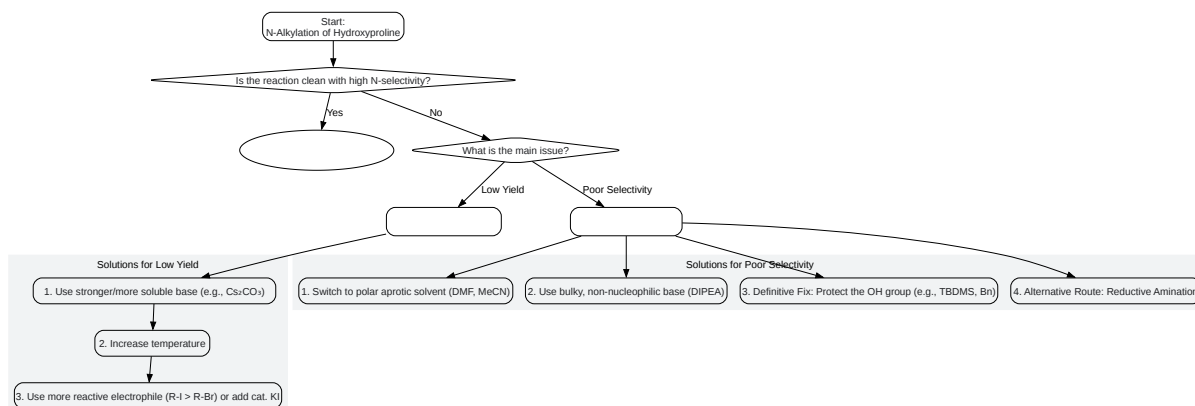 Start:
N-Alkylation of Hydroxyproline
Is the reaction clean with high N-selectivity?
Yes
No
What is the main issue?
Low Yield
Poor Selectivity
Solutions for Low Yield
Solutions for Poor Selectivity
1. Use stronger/more soluble base (e.g., Cs₂CO₃)
1. Switch to polar aprotic solvent (DMF, MeCN)
2. Use bulky, non-nucleophilic base (DIPEA)
3. Definitive Fix: Protect the OH group (e.g., TBDMS, Bn)
4. Alternative Route: Reductive Amination
2. Increase temperature
3. Use more reactive electrophile (R-I > R-Br) or add cat. KI